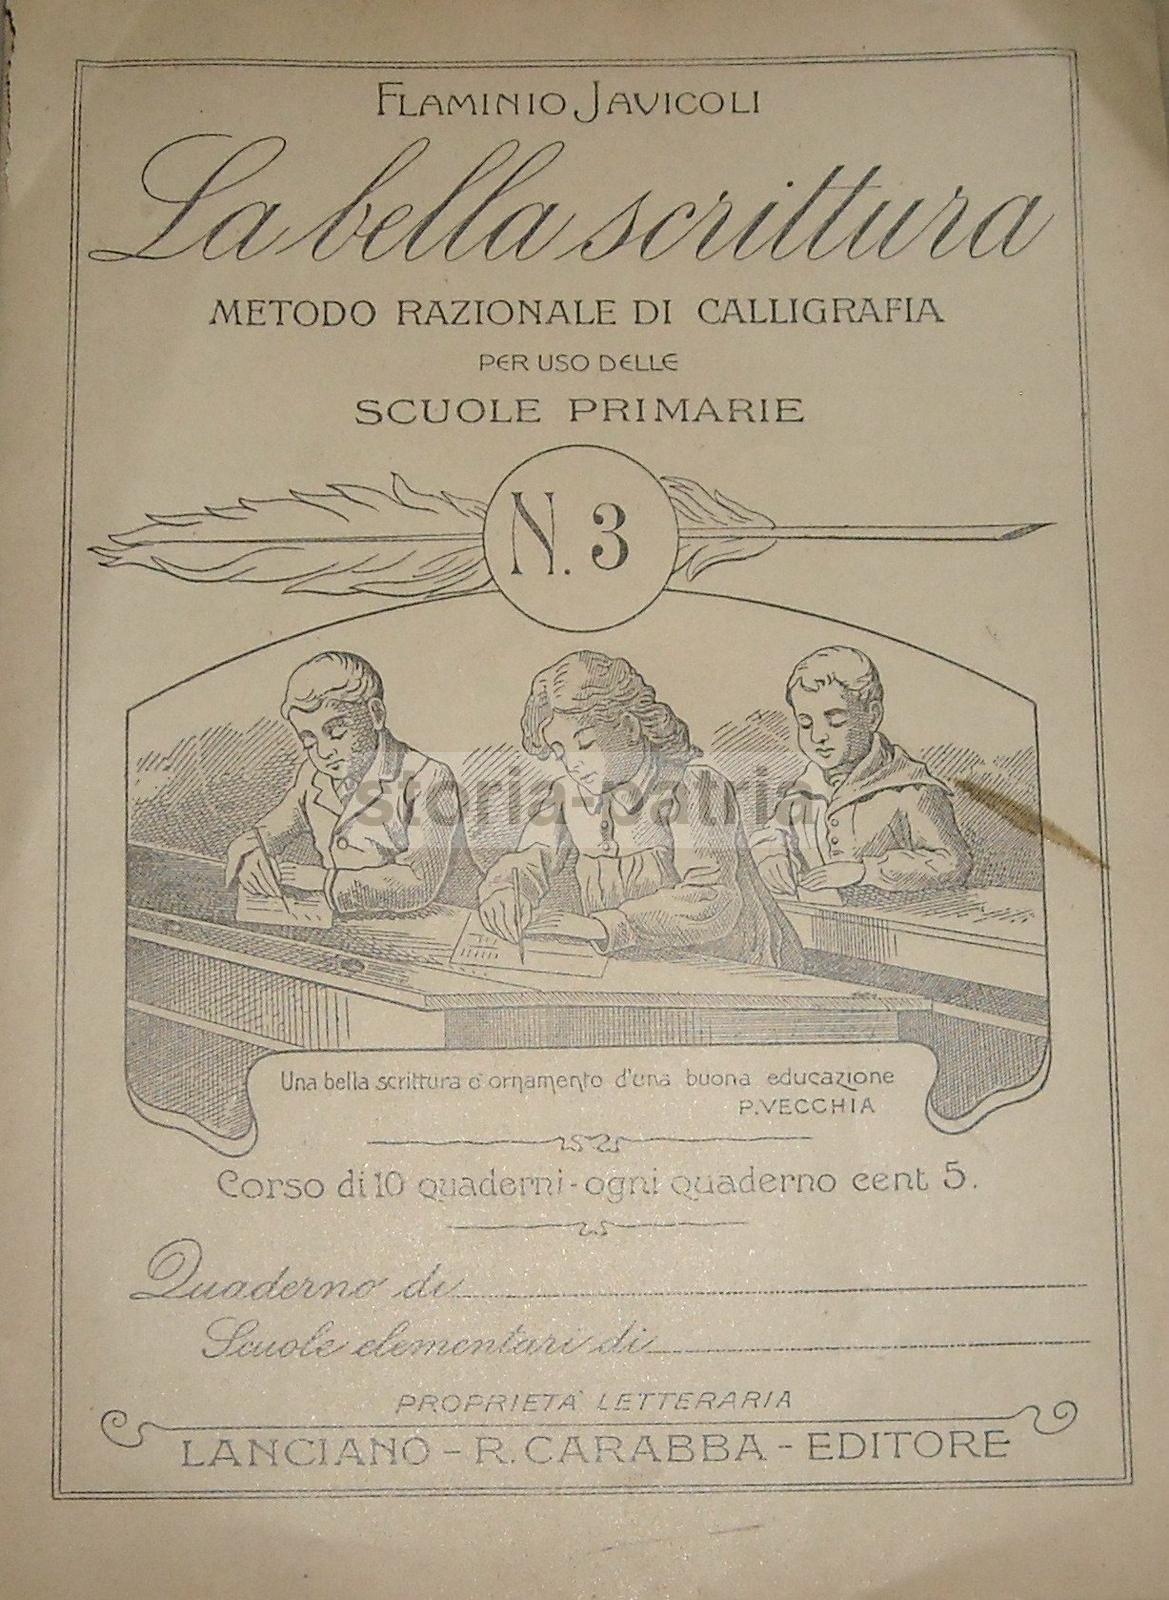 FLAMINIO JAVICOLI
La bella scrittura
METODO RAZIONALE DI CALLIGRAFIA
PER USO DELLE
SCUOLE PRIMARIE
N. 3
storia-patria
Una bella scrittura è ornamento d'una buona educazione
P. VECCHIA
Corso di 10 quaderni - ogni quaderno cent 5.
Quaderno di
Scuole elementari di
PROPRIETA' LETTERARIA
LANCIANO - R. CARABBA - EDITORE